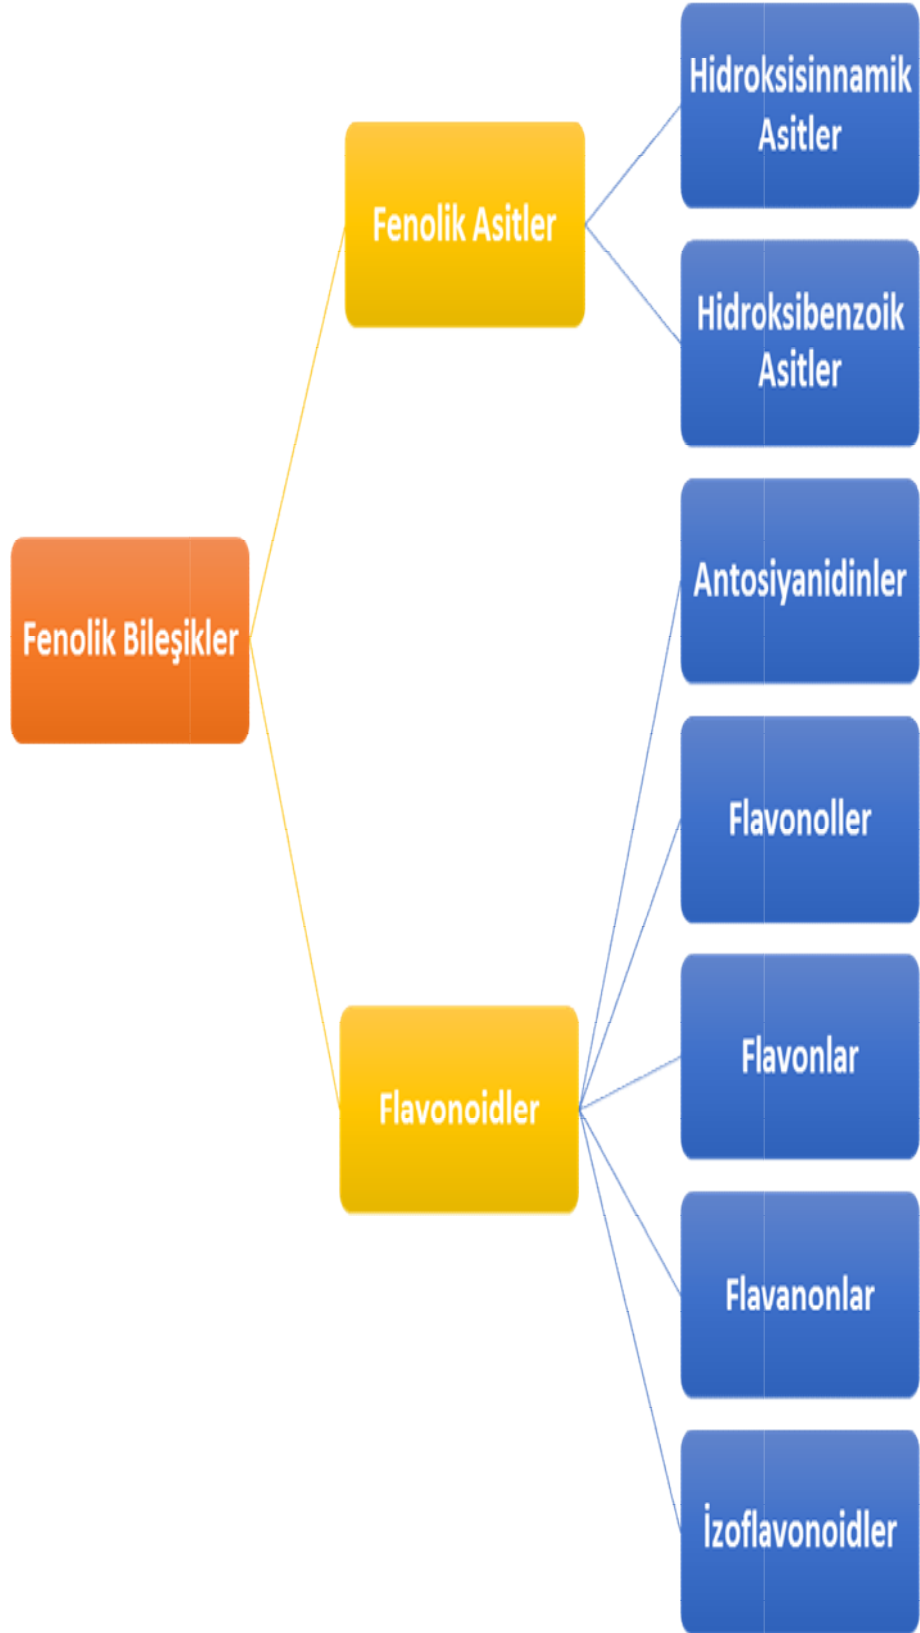 Hidroksisinnamik
Asitler
Fenolik Asitler
Hidroksibenzoik
Asitler
Antosiyanidinler
Fenolik Bileşikler
Flavonoller
Flavonlar
Flavonoidler
Flavanonlar
İzoflavonoidler